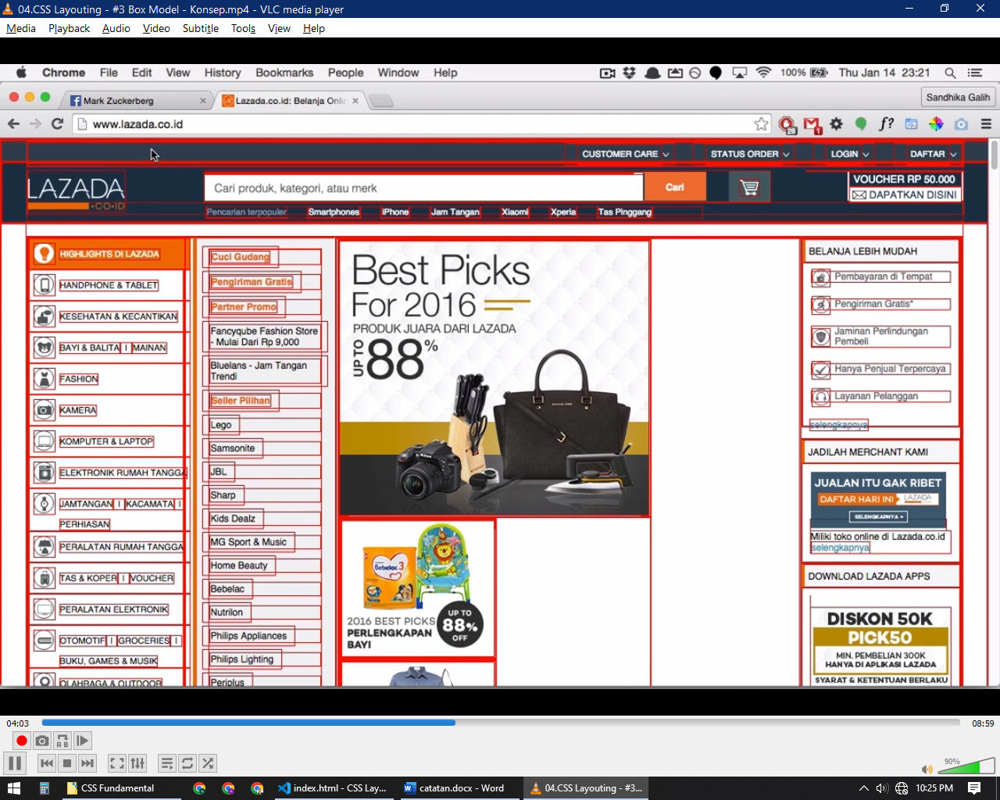 04.CSS Layouting - #3 Box Model - Konsep.mp4 - VLC media player
Media Playback Audio Video Subtitle Tools View Help
Chrome File Edit View History Bookmarks People Window Help 100% Thu Jan 14 23:21
Mark Zuckerberg Lazada.co.id: Belanja Onlin Sandhika Galih
www.lazada.co.id f? 20 1
CUSTOMER CARE STATUS ORDER LOGIN DAFTAR
LAZADA
.CO.ID
Cari produk, kategori, atau merk Cari
VOUCHER RP 50.000
DAPATKAN DISINI
Pencarian terpopuler Smartphones iPhone Jam Tangan Xiaomi Xperia Tas Pinggang
HIGHLIGHTS DI LAZADA
HANDPHONE & TABLET
KESEHATAN & KECANTIKAN
BAYI & BALITA | MAINAN
FASHION
KAMERA
KOMPUTER & LAPTOP
ELEKTRONIK RUMAH TANGGA
JAMTANGAN | KACAMATA |
PERHIASAN
PERALATAN RUMAH TANGGA
TAS & KOPER | VOUCHER
PERALATAN ELEKTRONIK
OTOMOTIF | GROCERIES |
BUKU, GAMES & MUSIK
OLAHRAGA & OUTDOOR
Cuci Gudang
Pengiriman Gratis
Partner Promo
Fancyqube Fashion Store
- Mulai Dari Rp 9,000
Bluelans - Jam Tangan
Trendi
Seller Pilihan
Lego
Samsonite
JBL
Sharp
Kids Dealz
MG Sport & Music
Home Beauty
Bebelac
Nutrilon
Philips Appliances
Philips Lighting
Periplus
Best Picks
For 2016
PRODUK JUARA DARI LAZADA
UP TO 88%
MICHAEL KORS
Nikon
Bebelac 3
2016 BEST PICKS
PERLENGKAPAN
BAYI
UP TO
88%
OFF
BELANJA LEBIH MUDAH
Pembayaran di Tempat
Pengiriman Gratis*
Jaminan Perlindungan
Pembeli
Hanya Penjual Terpercaya
Layanan Pelanggan
selengkapnya
JADILAH MERCHANT KAMI
JUALAN ITU GAK RIBET
DAFTAR HARI INI LAZADA
SELENGKAPNYA
Miliki toko online di Lazada.co.id
selengkapnya
DOWNLOAD LAZADA APPS
DISKON 50K
PICK50
MIN. PEMBELIAN 300K
HANYA DI APLIKASI LAZADA
SYARAT & KETENTUAN BERLAKU
04:03 08:59
90%
CSS Fundamental index.html - CSS Lay... catatan.docx - Word 04.CSS Layouting - #3... 10:25 PM